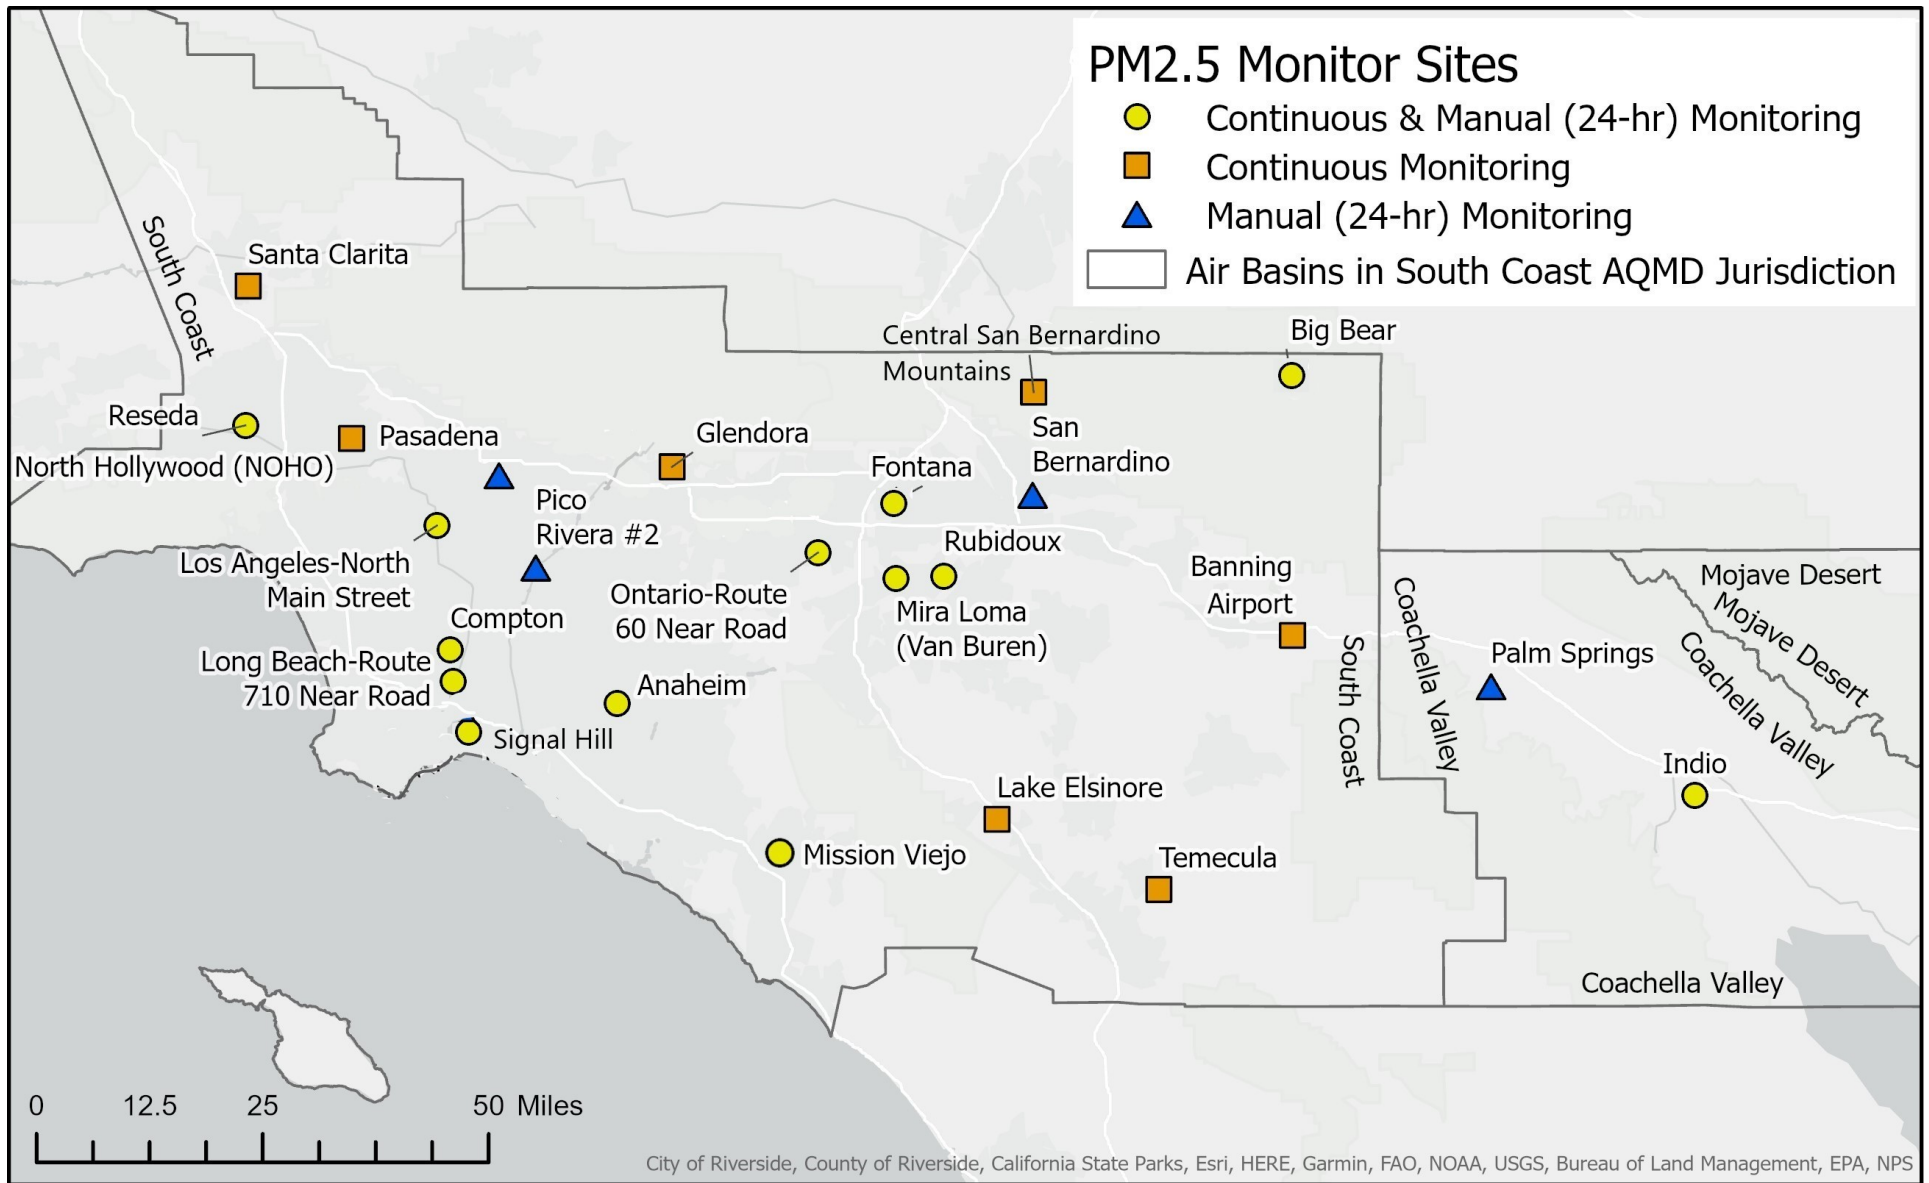 PM2.5 Monitor Sites
Continuous & Manual (24-hr) Monitoring
Continuous Monitoring
Manual (24-hr) Monitoring
Air Basins in South Coast AQMD Jurisdiction
South Coast
Santa Clarita
Central San Bernardino
Mountains
Big Bear
Reseda
Pasadena
Glendora
San
Bernardino
North Hollywood (NOHO)
Fontana
Pico
Rivera #2
Los Angeles-North
Main Street
Rubidoux
Ontario-Route
60 Near Road
Banning
Airport
Mojave Desert
Mojave Desert
Compton
Mira Loma
(Van Buren)
Coachella Valley
South Coast
Palm Springs
Coachella Valley
Long Beach-Route
710 Near Road
Anaheim
Signal Hill
Indio
Lake Elsinore
Mission Viejo
Temecula
Coachella Valley
0 12.5 25 50 Miles
City of Riverside, County of Riverside, California State Parks, Esri, HERE, Garmin, FAO, NOAA, USGS, Bureau of Land Management, EPA, NPS